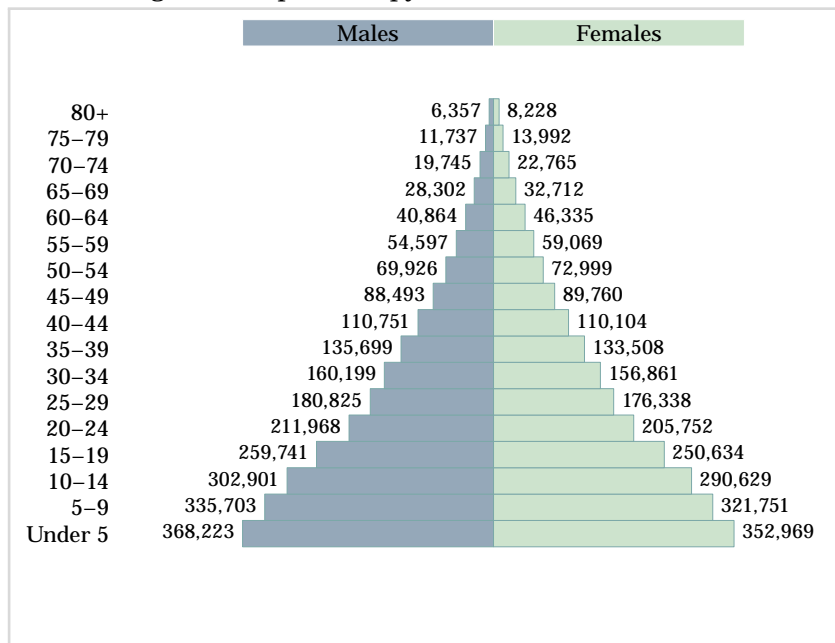 Males Females
80+ 6,357 8,228
75–79 11,737 13,992
70–74 19,745 22,765
65–69 28,302 32,712
60–64 40,864 46,335
55–59 54,597 59,069
50–54 69,926 72,999
45–49 88,493 89,760
40–44 110,751 110,104
35–39 135,699 133,508
30–34 160,199 156,861
25–29 180,825 176,338
20–24 211,968 205,752
15–19 259,741 250,634
10–14 302,901 290,629
5–9 335,703 321,751
Under 5 368,223 352,969